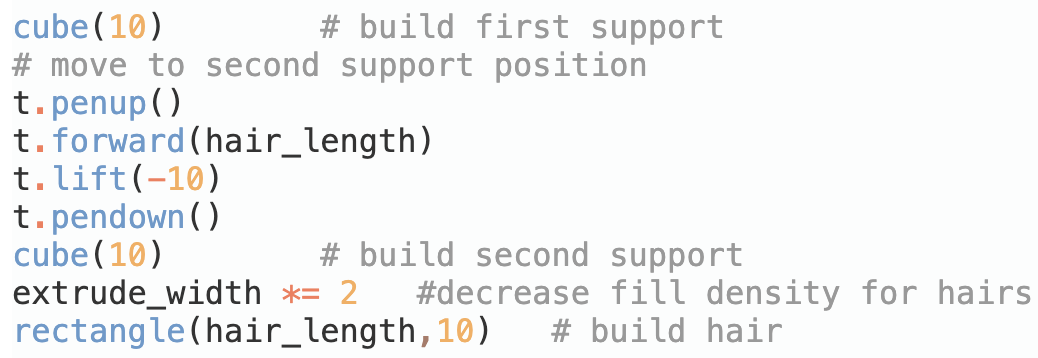 cube(10)        # build first support
# move to second support position
t.penup()
t.forward(hair_length)
t.lift(-10)
t.pendown()
cube(10)        # build second support
extrude_width *= 2   #decrease fill density for hairs
rectangle(hair_length,10)   # build hair